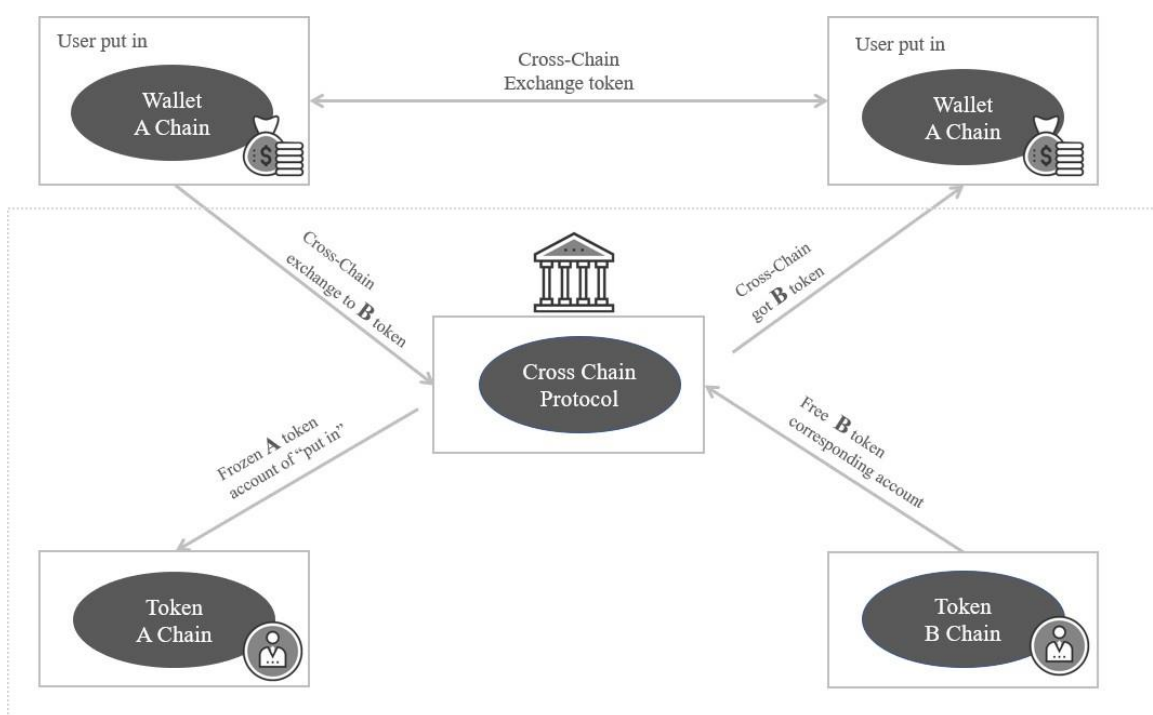 User put in
Wallet
A Chain
Cross-Chain
Exchange token
User put in
Wallet
A Chain
Cross-Chain
exchange to B token
Cross-Chain
got B token
Cross Chain
Protocol
Frozen A token
account of “put in”
Free B token
corresponding account
Token
A Chain
Token
B Chain